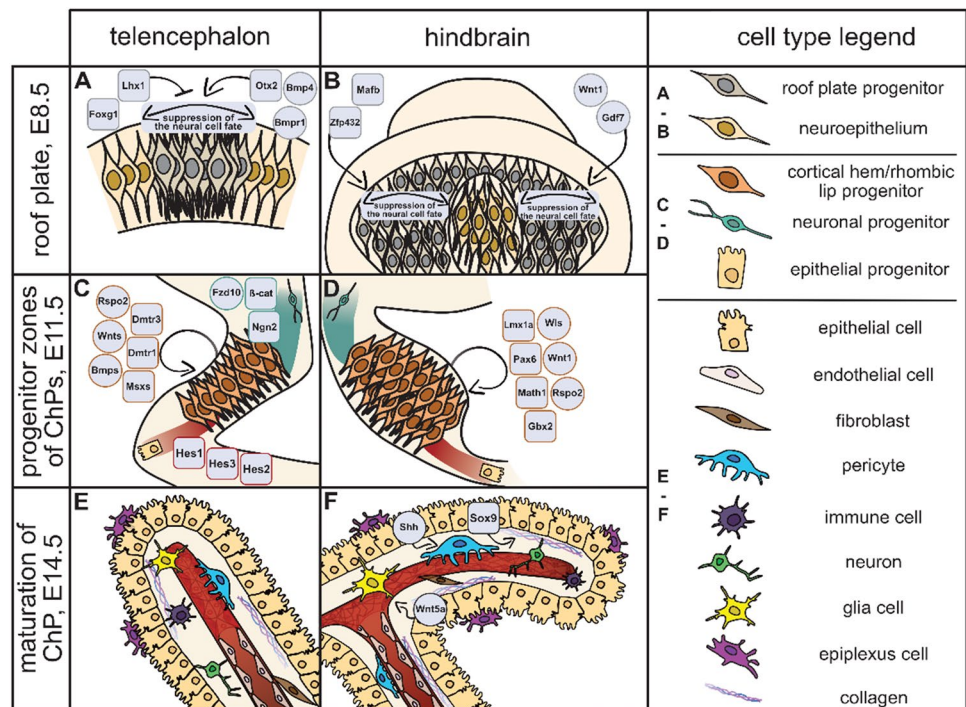 telencephalon
hindbrain
cell type legend
roof plate, E8.5
A
Lhx1
Otx2
Bmp4
Foxg1
Bmpr1
suppression of
the neural cell fate
B
Mafb
Wnt1
Zfp432
Gdf7
suppression of
the neural cell fate
suppression of
the neural cell fate
A
-
B
roof plate progenitor
neuroepithelium
progenitor zones
of ChPs, E11.5
C
Rspo2
Dmtr3
Wnts
Dmtr1
Bmps
Msxs
Fzd10
ß-cat
Ngn2
Hes1
Hes3
Hes2
D
Lmx1a
Wls
Pax6
Wnt1
Math1
Rspo2
Gbx2
C
-
D
cortical hem/rhombic
lip progenitor
neuronal progenitor
epithelial progenitor
maturation of
ChP, E14.5
E
F
Shh
Sox9
Wnt5a
E
-
F
epithelial cell
endothelial cell
fibroblast
pericyte
immune cell
neuron
glia cell
epiplexus cell
collagen